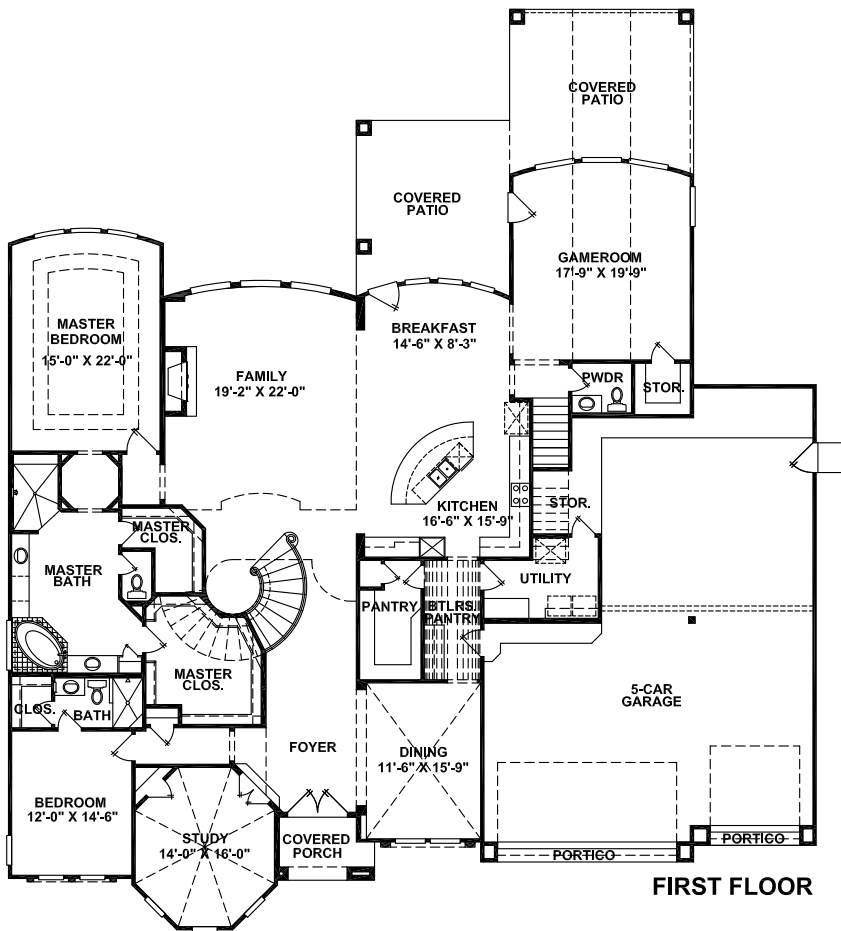 COVERED
PATIO
COVERED
PATIO
GAMEROOM
17'-9" X 19'-9"
MASTER
BEDROOM
15'-0" X 22'-0"
BREAKFAST
14'-6" X 8'-3"
FAMILY
19'-2" X 22'-0"
PWDR
STOR.
KITCHEN
16'-6" X 15'-9"
STOR.
MASTER
CLOS.
MASTER
BATH
UTILITY
PANTRY
BTLRS.
PANTRY
MASTER
CLOS.
5-CAR
GARAGE
CLOS.
BATH
FOYER
DINING
11'-6" X 15'-9"
BEDROOM
12'-0" X 14'-6"
STUDY
14'-0" X 16'-0"
COVERED
PORCH
PORTICO
PORTICO
FIRST FLOOR